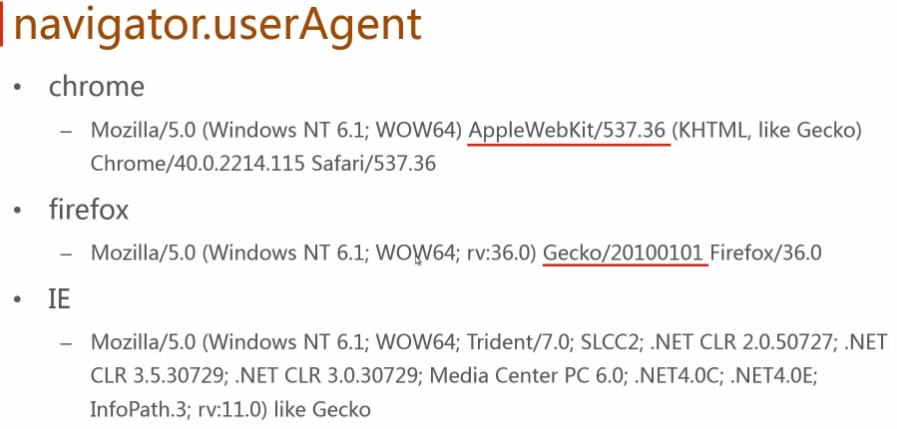 navigator.userAgent
• chrome
– Mozilla/5.0 (Windows NT 6.1; WOW64) AppleWebKit/537.36 (KHTML, like Gecko)
Chrome/40.0.2214.115 Safari/537.36
• firefox
– Mozilla/5.0 (Windows NT 6.1; WOW64; rv:36.0) Gecko/20100101 Firefox/36.0
• IE
– Mozilla/5.0 (Windows NT 6.1; WOW64; Trident/7.0; SLCC2; .NET CLR 2.0.50727; .NET
CLR 3.5.30729; .NET CLR 3.0.30729; Media Center PC 6.0; .NET4.0C; .NET4.0E;
InfoPath.3; rv:11.0) like Gecko